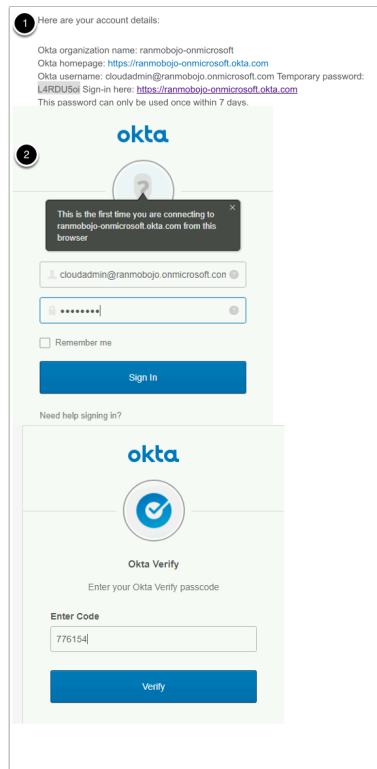 1 Here are your account details:
Okta organization name: ranmobojo-onmicrosoft
Okta homepage: https://ranmobojo-onmicrosoft.okta.com
Okta username: cloudadmin@ranmobojo.onmicrosoft.com Temporary password:
L4RDU5oi Sign-in here: https://ranmobojo-onmicrosoft.okta.com
This password can only be used once within 7 days.
okta
2
?
This is the first time you are connecting to ×
ranmobojo-onmicrosoft.okta.com from this
browser
cloudadmin@ranmobojo.onmicrosoft.con ?
•••••••• ?
Remember me
Sign In
Need help signing in?
okta
Okta Verify
Enter your Okta Verify passcode
Enter Code
776154
Verify